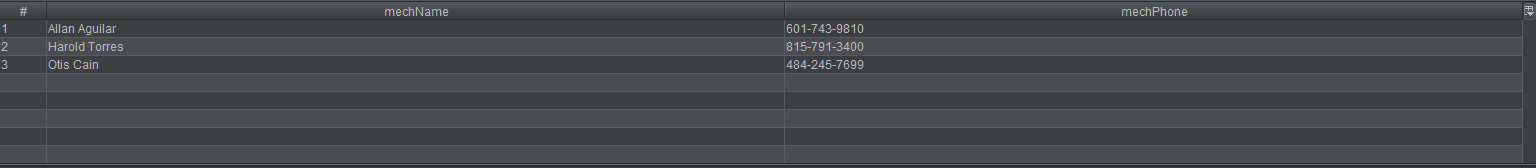 # mechName mechPhone
1 Allan Aguilar 601-743-9810
2 Harold Torres 815-791-3400
3 Otis Cain 484-245-7699